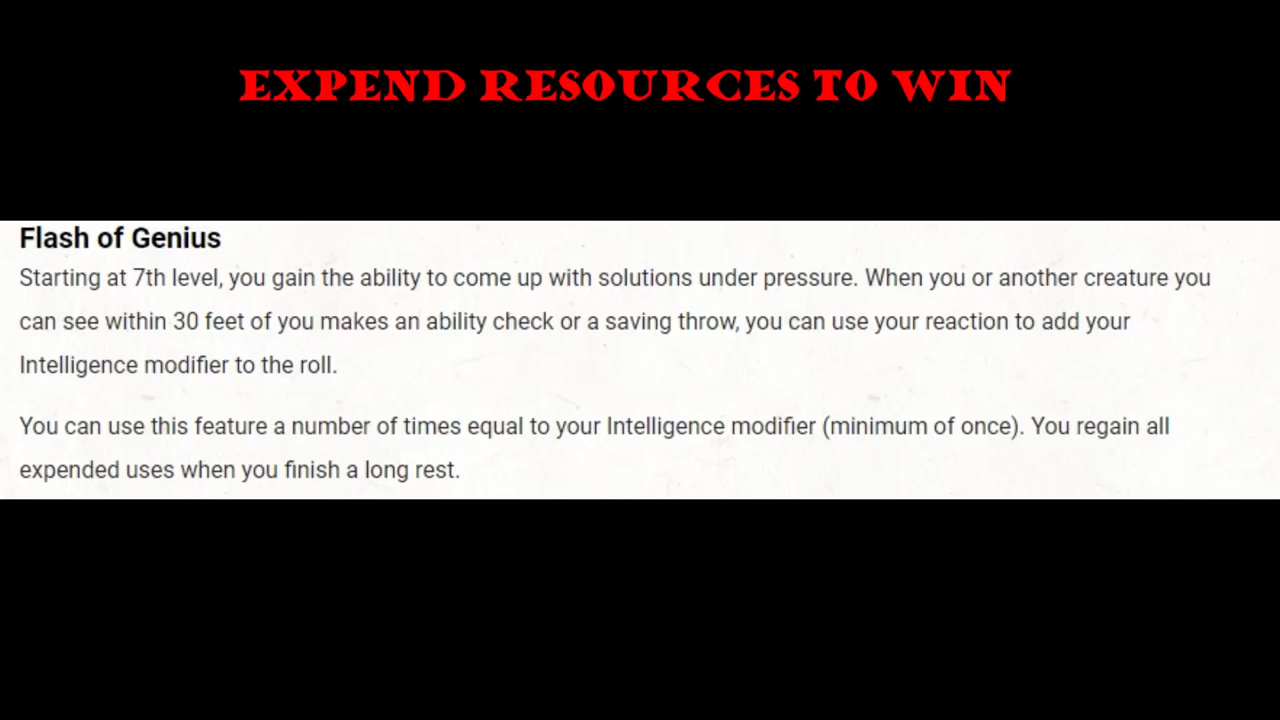 EXPEND RESOURCES TO WIN
Flash of Genius
Starting at 7th level, you gain the ability to come up with solutions under pressure. When you or another creature you
can see within 30 feet of you makes an ability check or a saving throw, you can use your reaction to add your
Intelligence modifier to the roll.
You can use this feature a number of times equal to your Intelligence modifier (minimum of once). You regain all
expended uses when you finish a long rest.